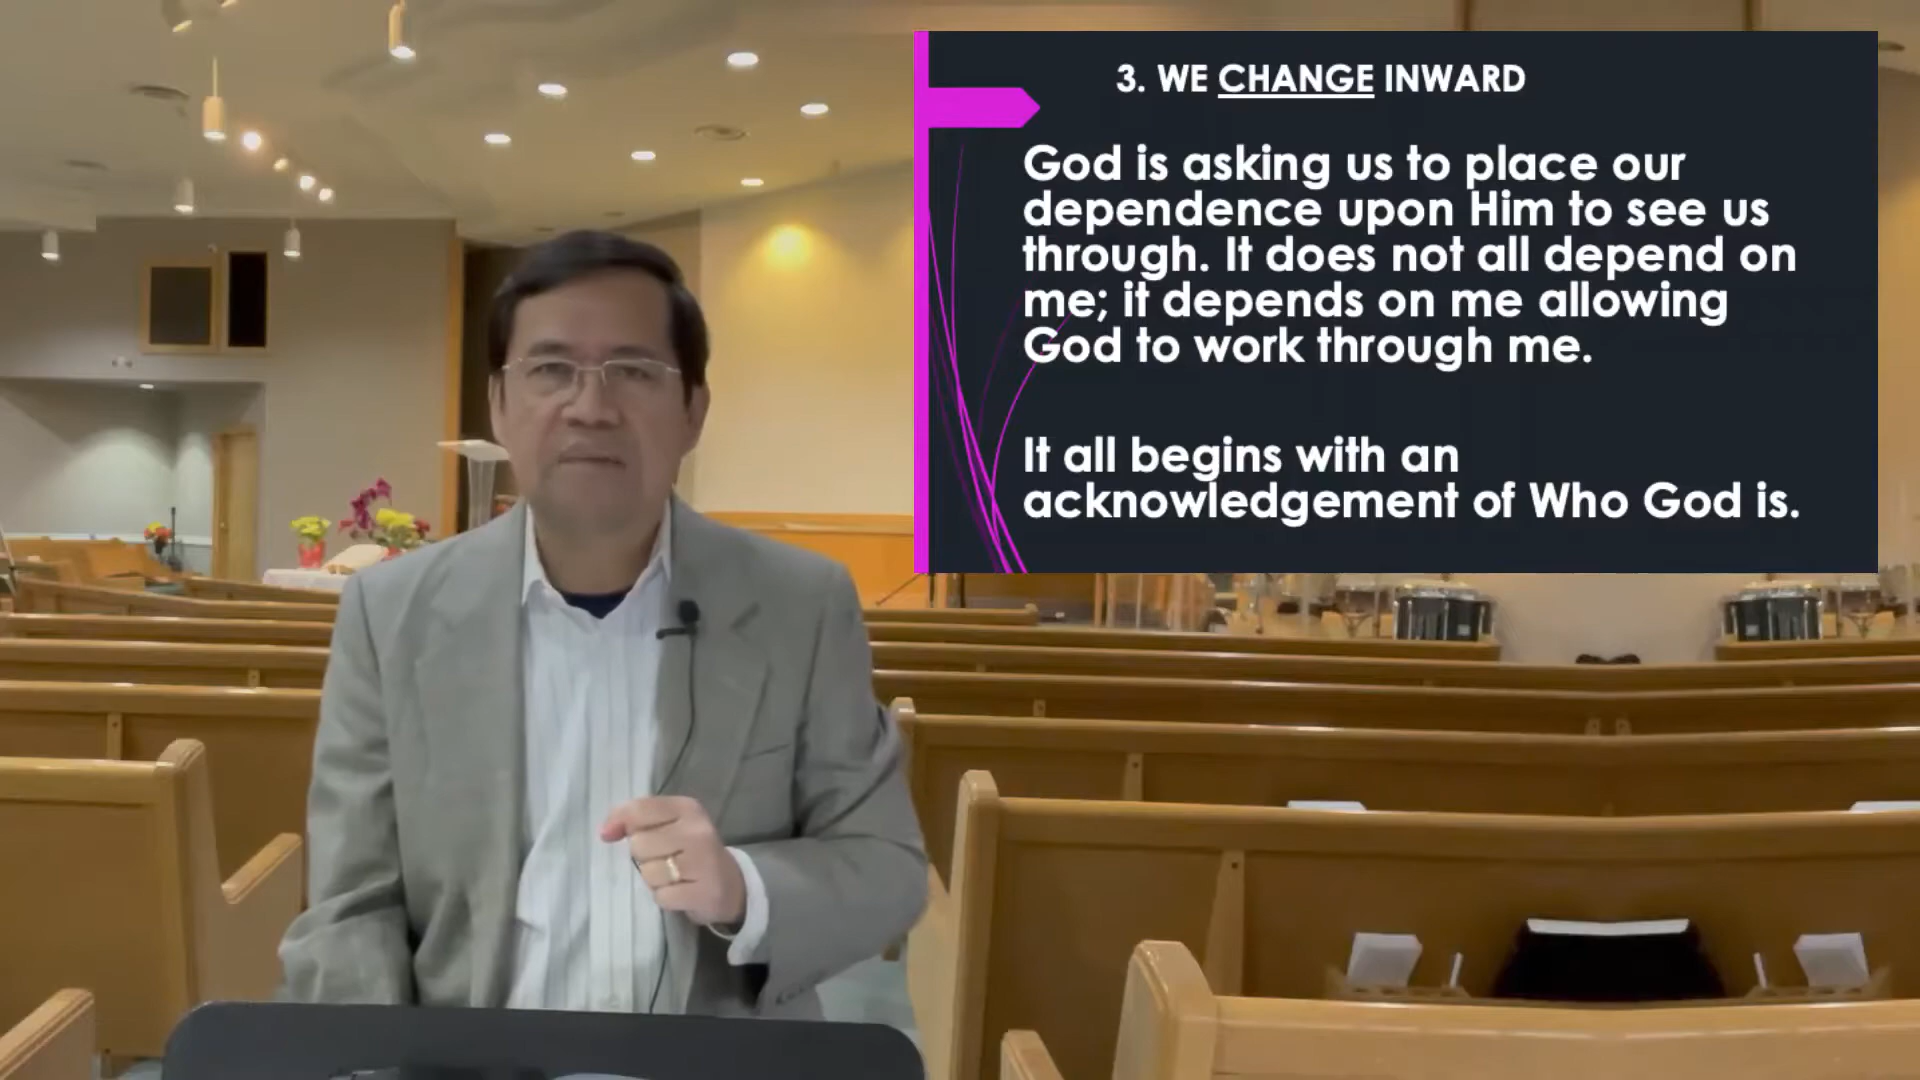 3. WE CHANGE INWARD
God is asking us to place our
dependence upon Him to see us
through. It does not all depend on
me; it depends on me allowing
God to work through me.
It all begins with an
acknowledgement of Who God is.